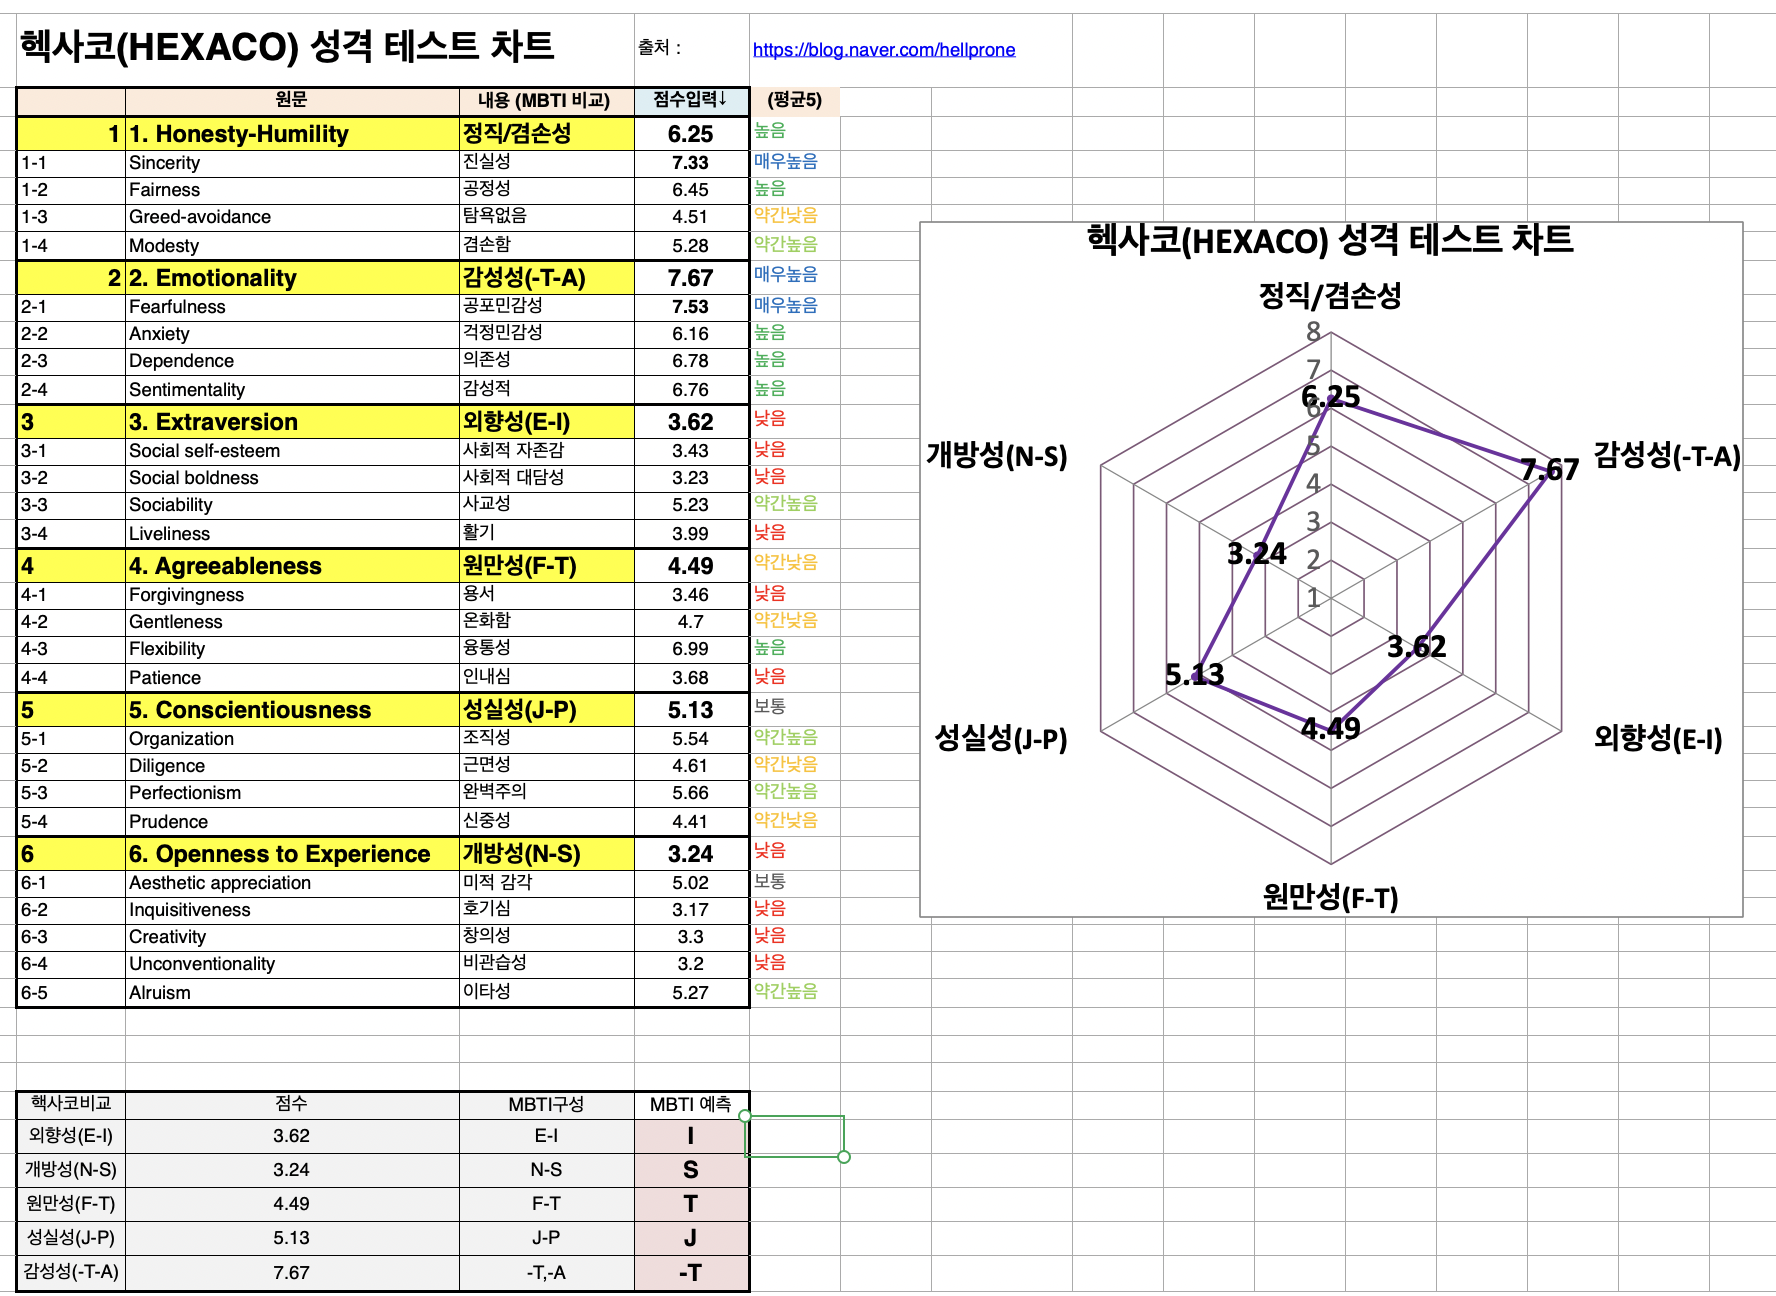 헥사코(HEXACO) 성격 테스트 차트 출처 : https://blog.naver.com/hellprone
원문 내용 (MBTI 비교) 점수입력↓ (평균5)
1 1. Honesty-Humility 정직/겸손성 6.25 높음
1-1 Sincerity 진실성 7.33 매우높음
1-2 Fairness 공정성 6.45 높음
1-3 Greed-avoidance 탐욕없음 4.51 약간낮음
1-4 Modesty 겸손함 5.28 약간높음
2 2. Emotionality 감성성(-T-A) 7.67 매우높음
2-1 Fearfulness 공포민감성 7.53 매우높음
2-2 Anxiety 걱정민감성 6.16 높음
2-3 Dependence 의존성 6.78 높음
2-4 Sentimentality 감성적 6.76 높음
3 3. Extraversion 외향성(E-I) 3.62 낮음
3-1 Social self-esteem 사회적 자존감 3.43 낮음
3-2 Social boldness 사회적 대담성 3.23 낮음
3-3 Sociability 사교성 5.23 약간높음
3-4 Liveliness 활기 3.99 낮음
4 4. Agreeableness 원만성(F-T) 4.49 약간낮음
4-1 Forgivingness 용서 3.46 낮음
4-2 Gentleness 온화함 4.7 약간낮음
4-3 Flexibility 융통성 6.99 높음
4-4 Patience 인내심 3.68 낮음
5 5. Conscientiousness 성실성(J-P) 5.13 보통
5-1 Organization 조직성 5.54 약간높음
5-2 Diligence 근면성 4.61 약간낮음
5-3 Perfectionism 완벽주의 5.66 약간높음
5-4 Prudence 신중성 4.41 약간낮음
6 6. Openness to Experience 개방성(N-S) 3.24 낮음
6-1 Aesthetic appreciation 미적 감각 5.02 보통
6-2 Inquisitiveness 호기심 3.17 낮음
6-3 Creativity 창의성 3.3 낮음
6-4 Unconventionality 비관습성 3.2 낮음
6-5 Alruism 이타성 5.27 약간높음
헥사코(HEXACO) 성격 테스트 차트
정직/겸손성
8
7
6.25
6
개방성(N-S) 5 7.67 감성성(-T-A)
4
3
3.24 2
1
3.62
5.13
4.49
성실성(J-P) 외향성(E-I)
원만성(F-T)
핵사코비교 점수 MBTI구성 MBTI 예측
외향성(E-I) 3.62 E-I I
개방성(N-S) 3.24 N-S S
원만성(F-T) 4.49 F-T T
성실성(J-P) 5.13 J-P J
감성성(-T-A) 7.67 -T,-A -T